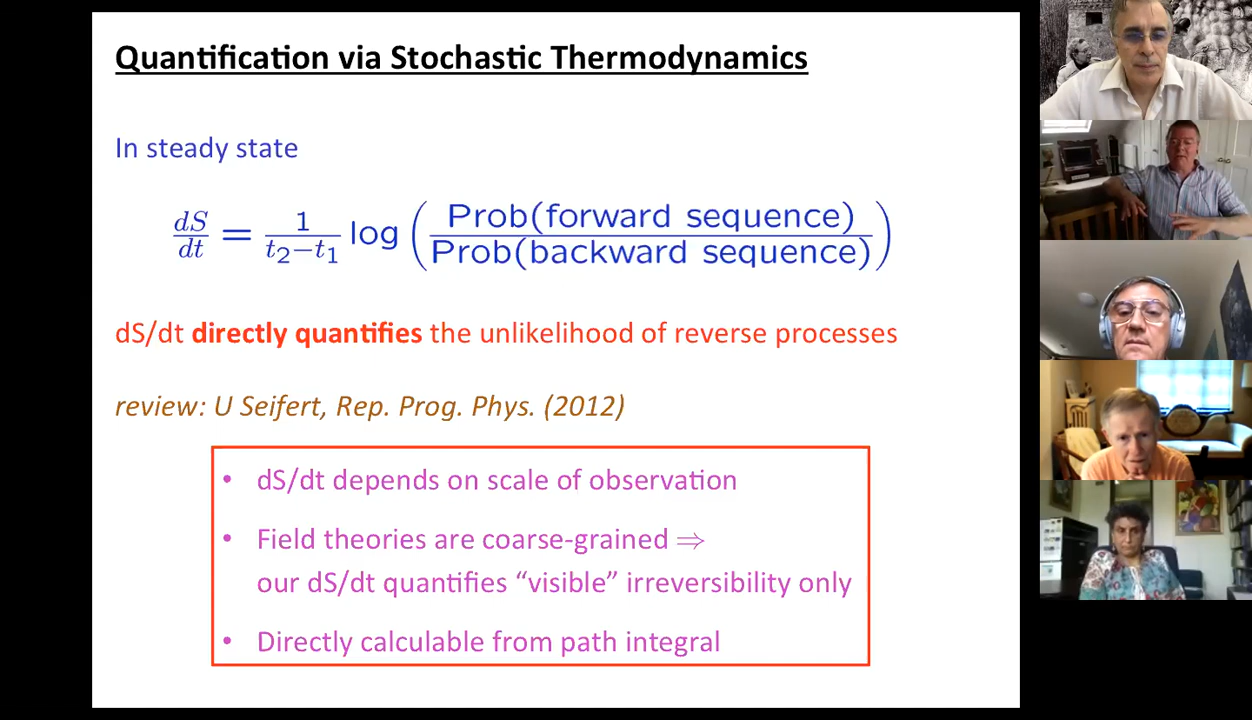 Quantification via Stochastic Thermodynamics
In steady state
dS/dt = 1/(t₂−t₁) log( Prob(forward sequence) / Prob(backward sequence) )
dS/dt directly quantifies the unlikelihood of reverse processes
review: U Seifert, Rep. Prog. Phys. (2012)
• dS/dt depends on scale of observation
• Field theories are coarse-grained ⇒
our dS/dt quantifies “visible” irreversibility only
• Directly calculable from path integral